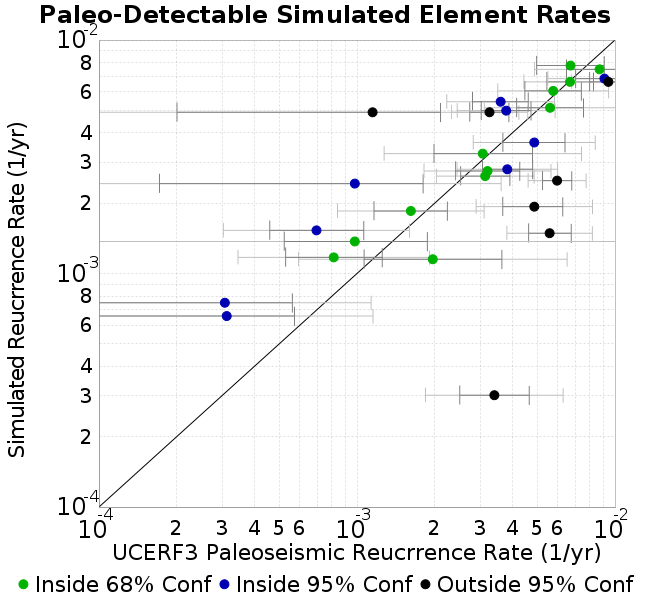 Paleo-Detectable Simulated Element Rates
Simulated Reucrrence Rate (1/yr)
10-2
8
6
4
3
2
10-3
8
6
4
3
2
10-4
10-4 2 3 4 5 6 10-3 2 3 4 5 6 10-2
UCERF3 Paleoseismic Reucrrence Rate (1/yr)
Inside 68% Conf Inside 95% Conf Outside 95% Conf